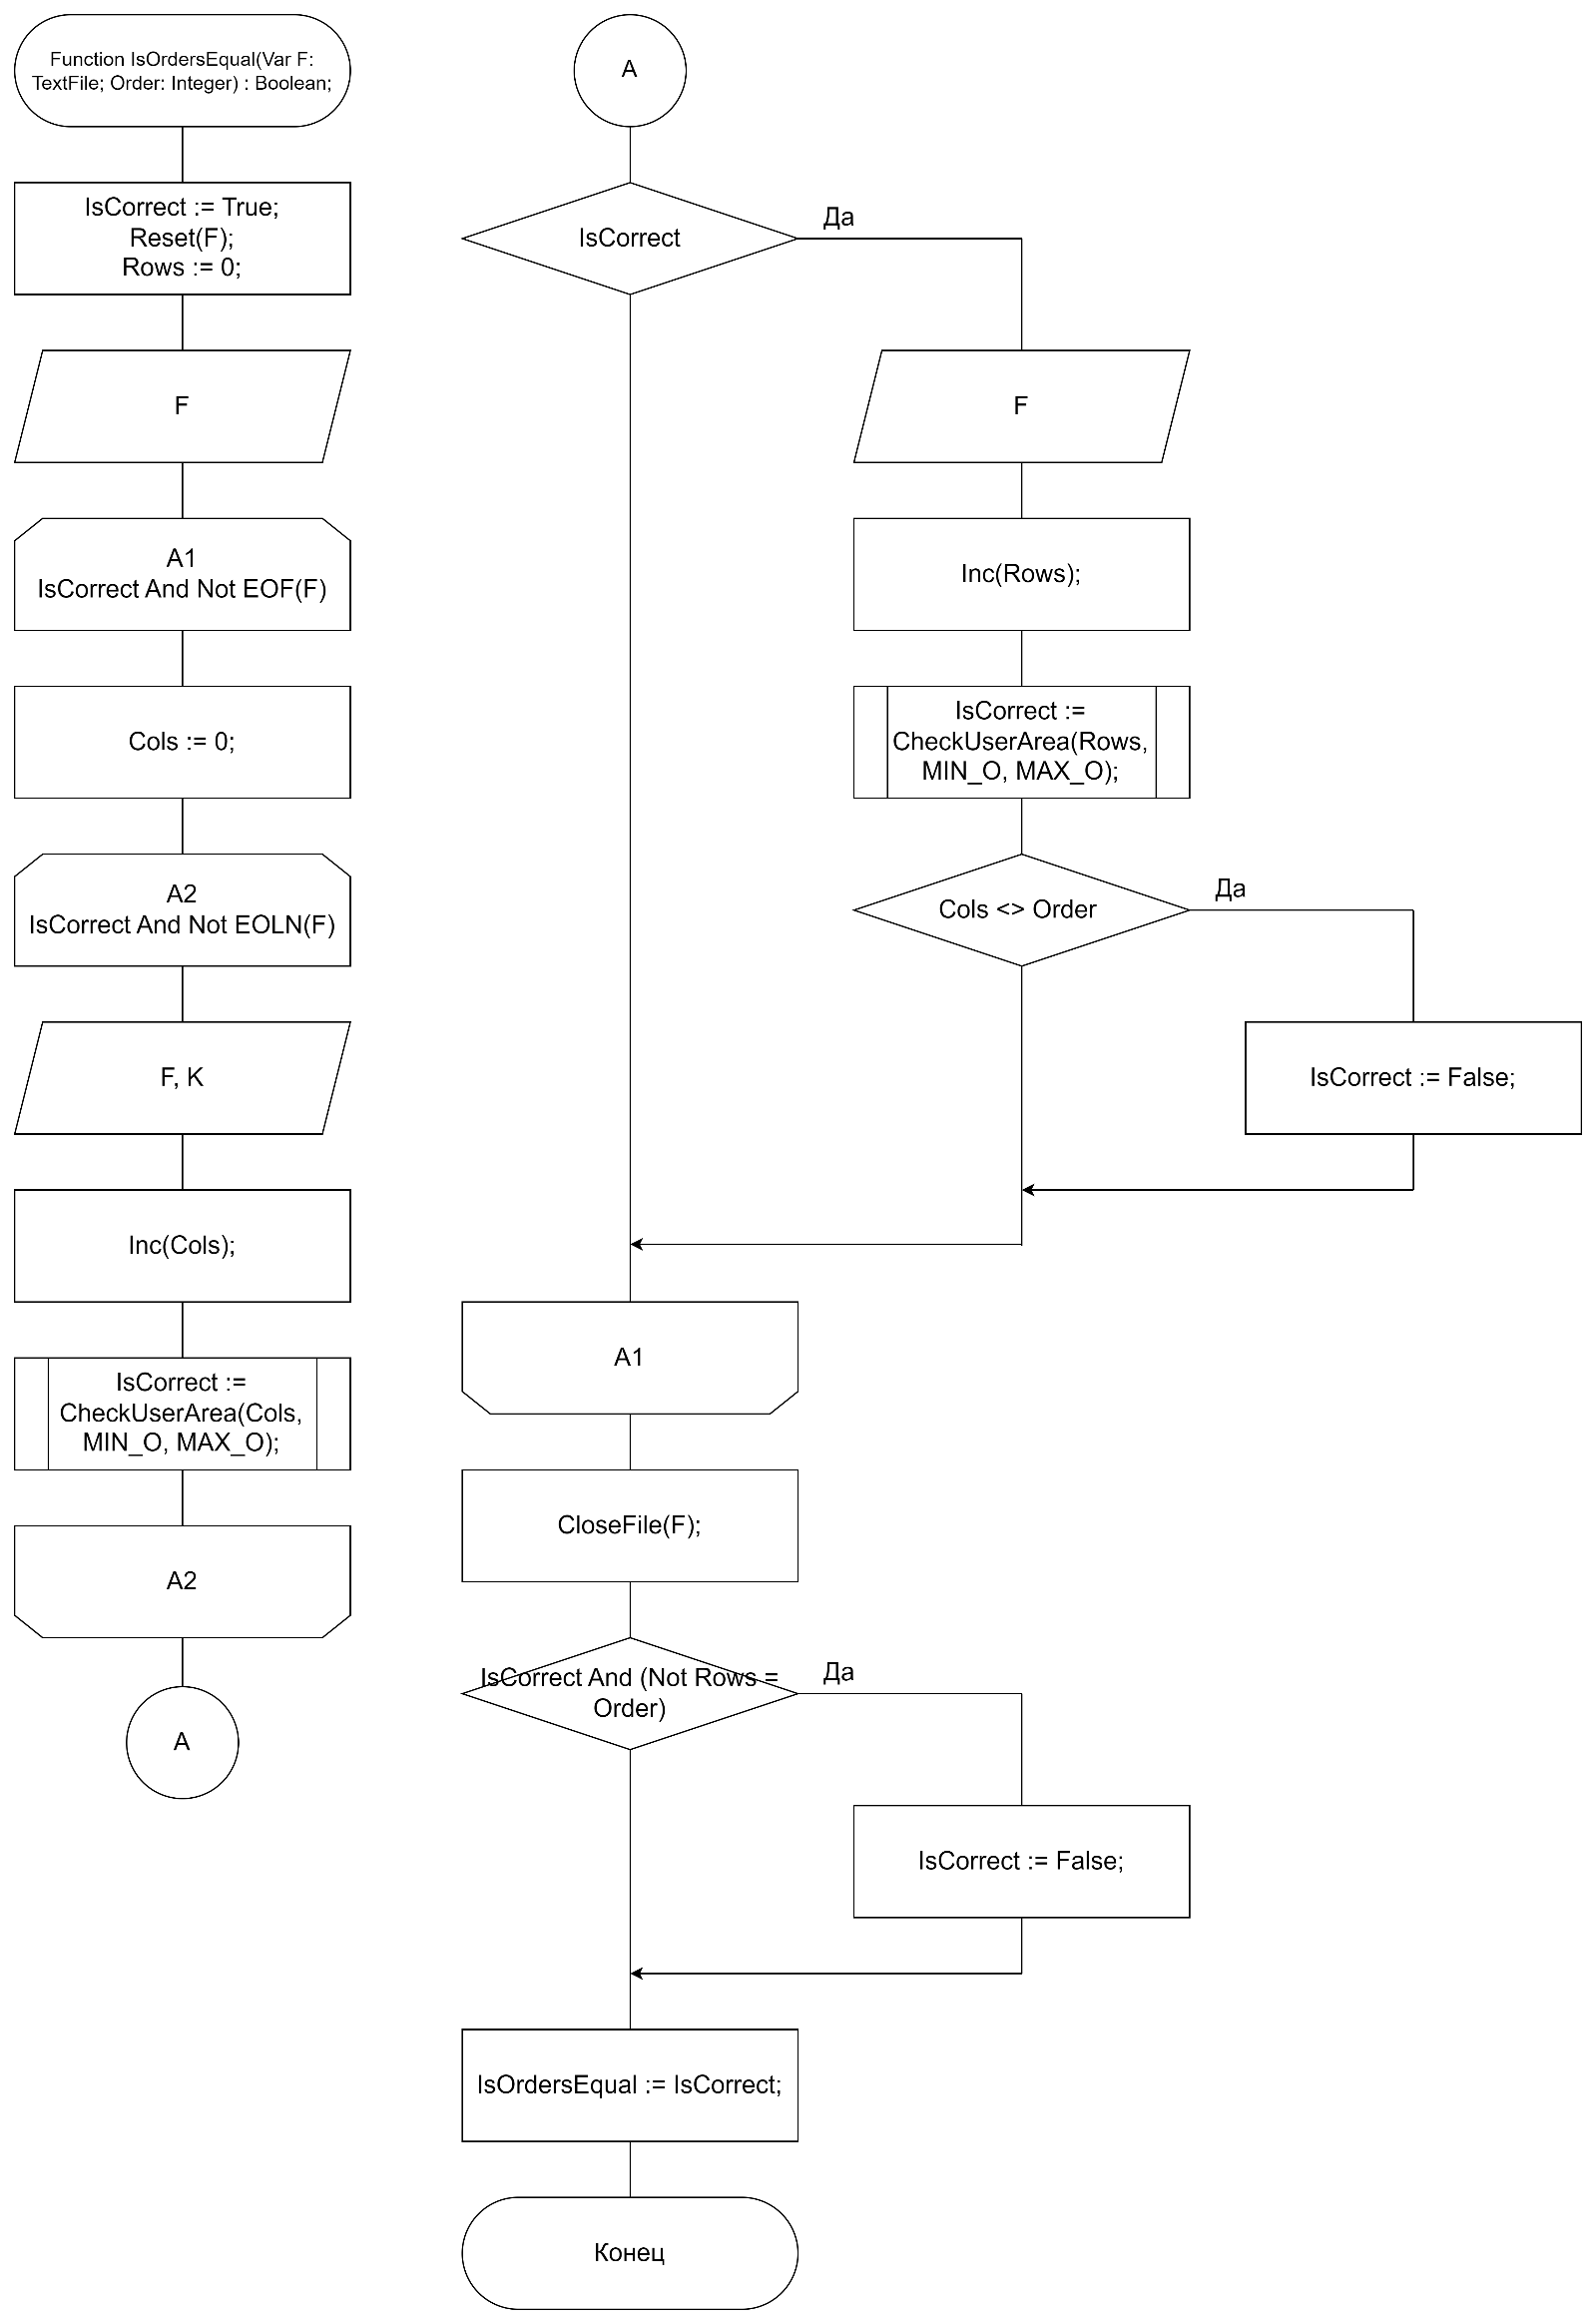 Function IsOrdersEqual(Var F:
TextFile; Order: Integer) : Boolean;
IsCorrect := True;
Reset(F);
Rows := 0;
F
A1
IsCorrect And Not EOF(F)
Cols := 0;
A2
IsCorrect And Not EOLN(F)
F, K
Inc(Cols);
IsCorrect :=
CheckUserArea(Cols,
MIN_O, MAX_O);
A2
A
A
IsCorrect
Да
F
Inc(Rows);
IsCorrect :=
CheckUserArea(Rows,
MIN_O, MAX_O);
Cols <> Order
Да
IsCorrect := False;
A1
CloseFile(F);
IsCorrect And (Not Rows =
Order)
Да
IsCorrect := False;
IsOrdersEqual := IsCorrect;
Конец